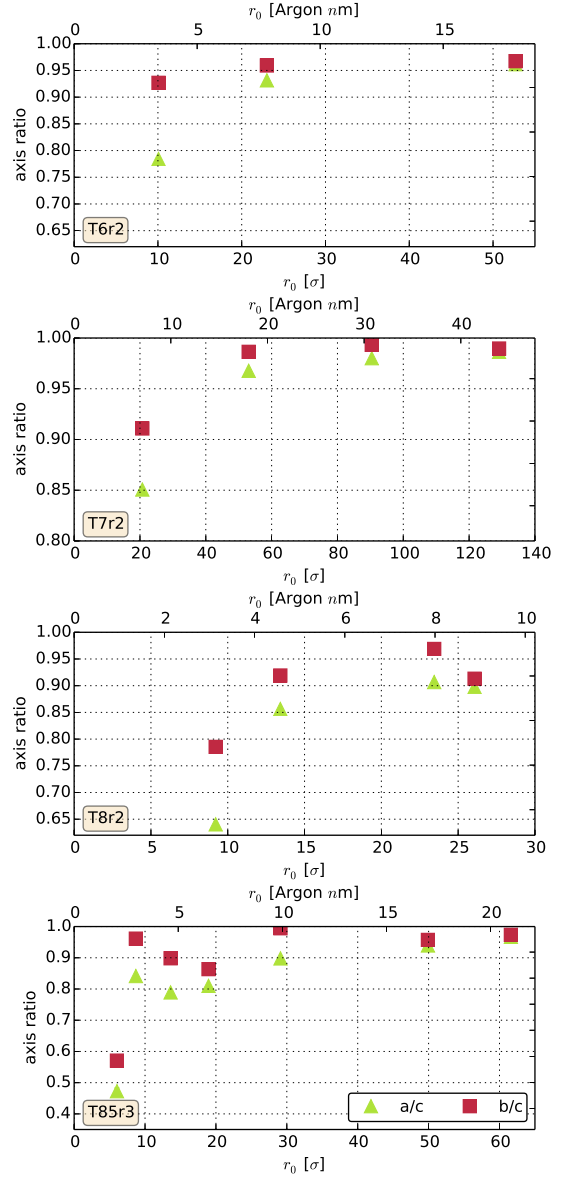 r₀ [Argon nm]
0 5 10 15
1.00
0.95
0.90
0.85
0.80
0.75
0.70
0.65
axis ratio
T6r2
0 10 20 30 40 50
r₀ [σ]
r₀ [Argon nm]
0 10 20 30 40
1.00
0.95
0.90
0.85
0.80
axis ratio
T7r2
0 20 40 60 80 100 120 140
r₀ [σ]
r₀ [Argon nm]
0 2 4 6 8 10
1.00
0.95
0.90
0.85
0.80
0.75
0.70
0.65
axis ratio
T8r2
0 5 10 15 20 25 30
r₀ [σ]
r₀ [Argon nm]
0 5 10 15 20
1.0
0.9
0.8
0.7
0.6
0.5
0.4
axis ratio
T85r3
a/c b/c
0 10 20 30 40 50 60
r₀ [σ]